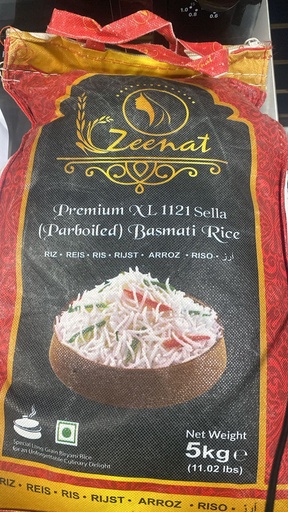 Zeenat
Premium XL 1121 Sella
(Parboiled) Basmati Rice
RIZ • REIS • RIS • RIJST • ARROZ • RISO • أرز
Special Long Grain Biryani Rice
for an Unforgettable Culinary Delight
Net Weight
5kg e
(11.02 lbs)
RIZ • REIS • RIS • RIJST • ARROZ • RISO •